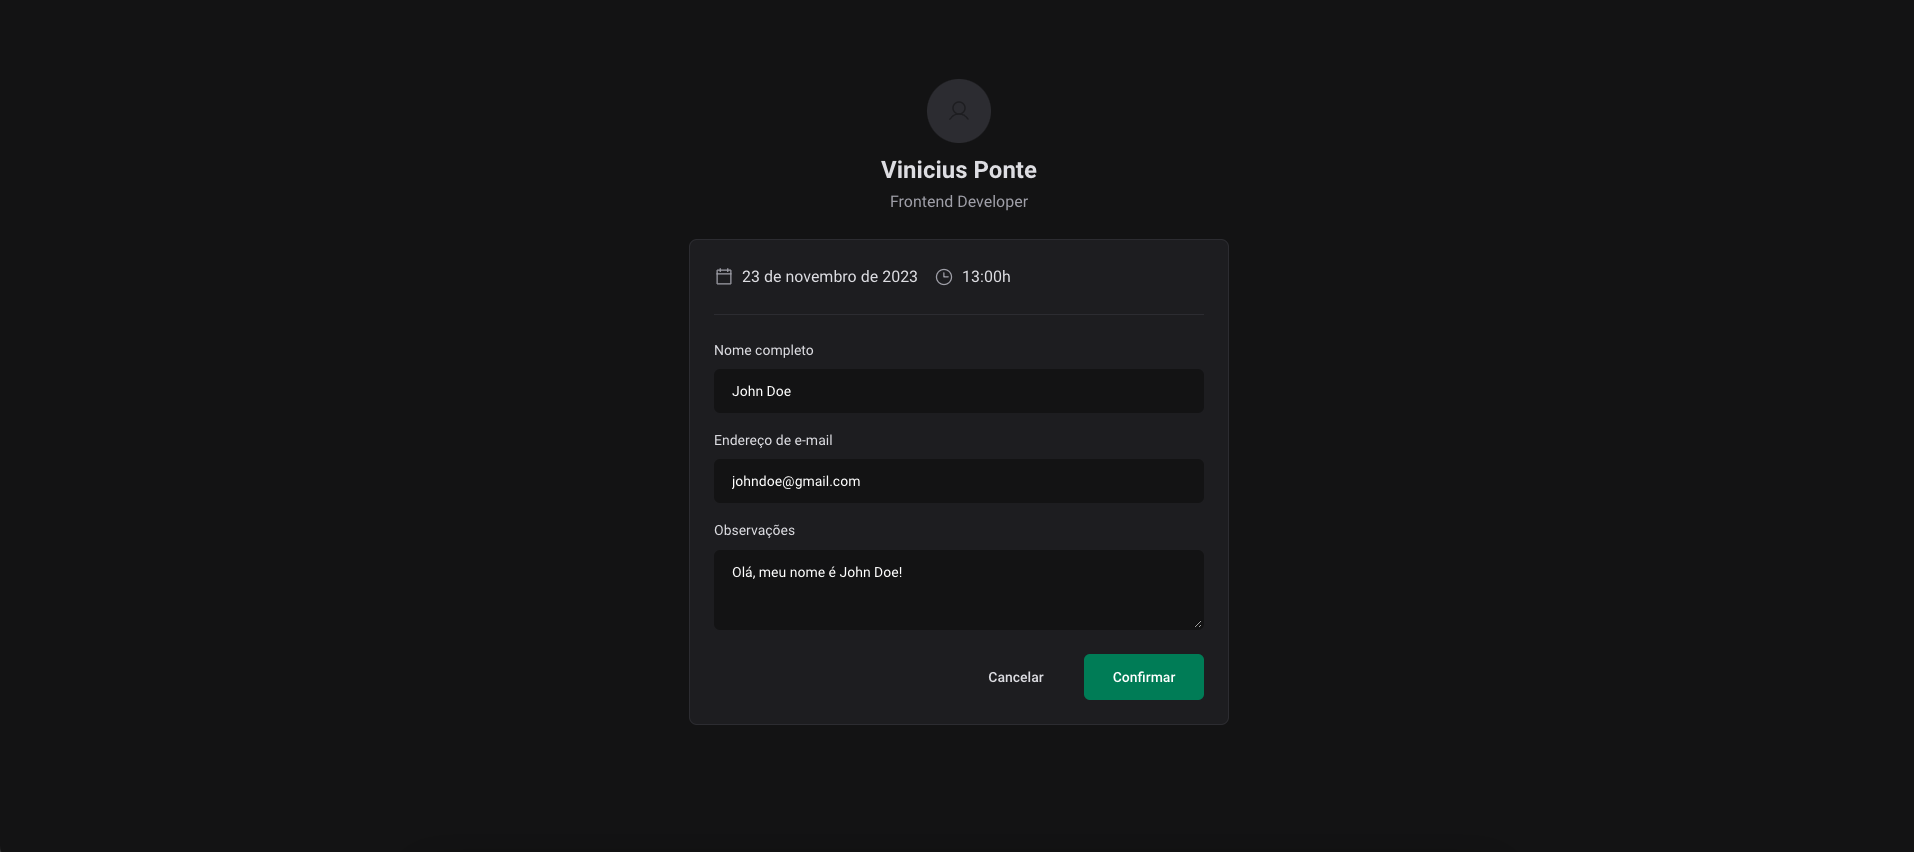 Vinicius Ponte
Frontend Developer
23 de novembro de 2023 13:00h
Nome completo
John Doe
Endereço de e-mail
johndoe@gmail.com
Observações
Olá, meu nome é John Doe!
Cancelar Confirmar